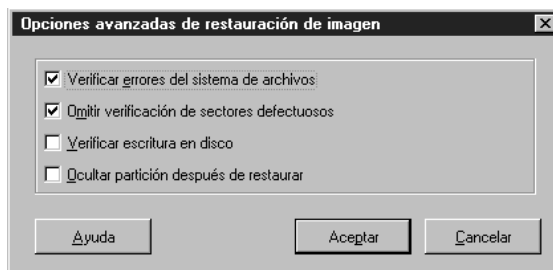 Opciones avanzadas de restauración de imagen
Verificar errores del sistema de archivos
Omitir verificación de sectores defectuosos
Verificar escritura en disco
Ocultar partición después de restaurar
Ayuda Aceptar Cancelar